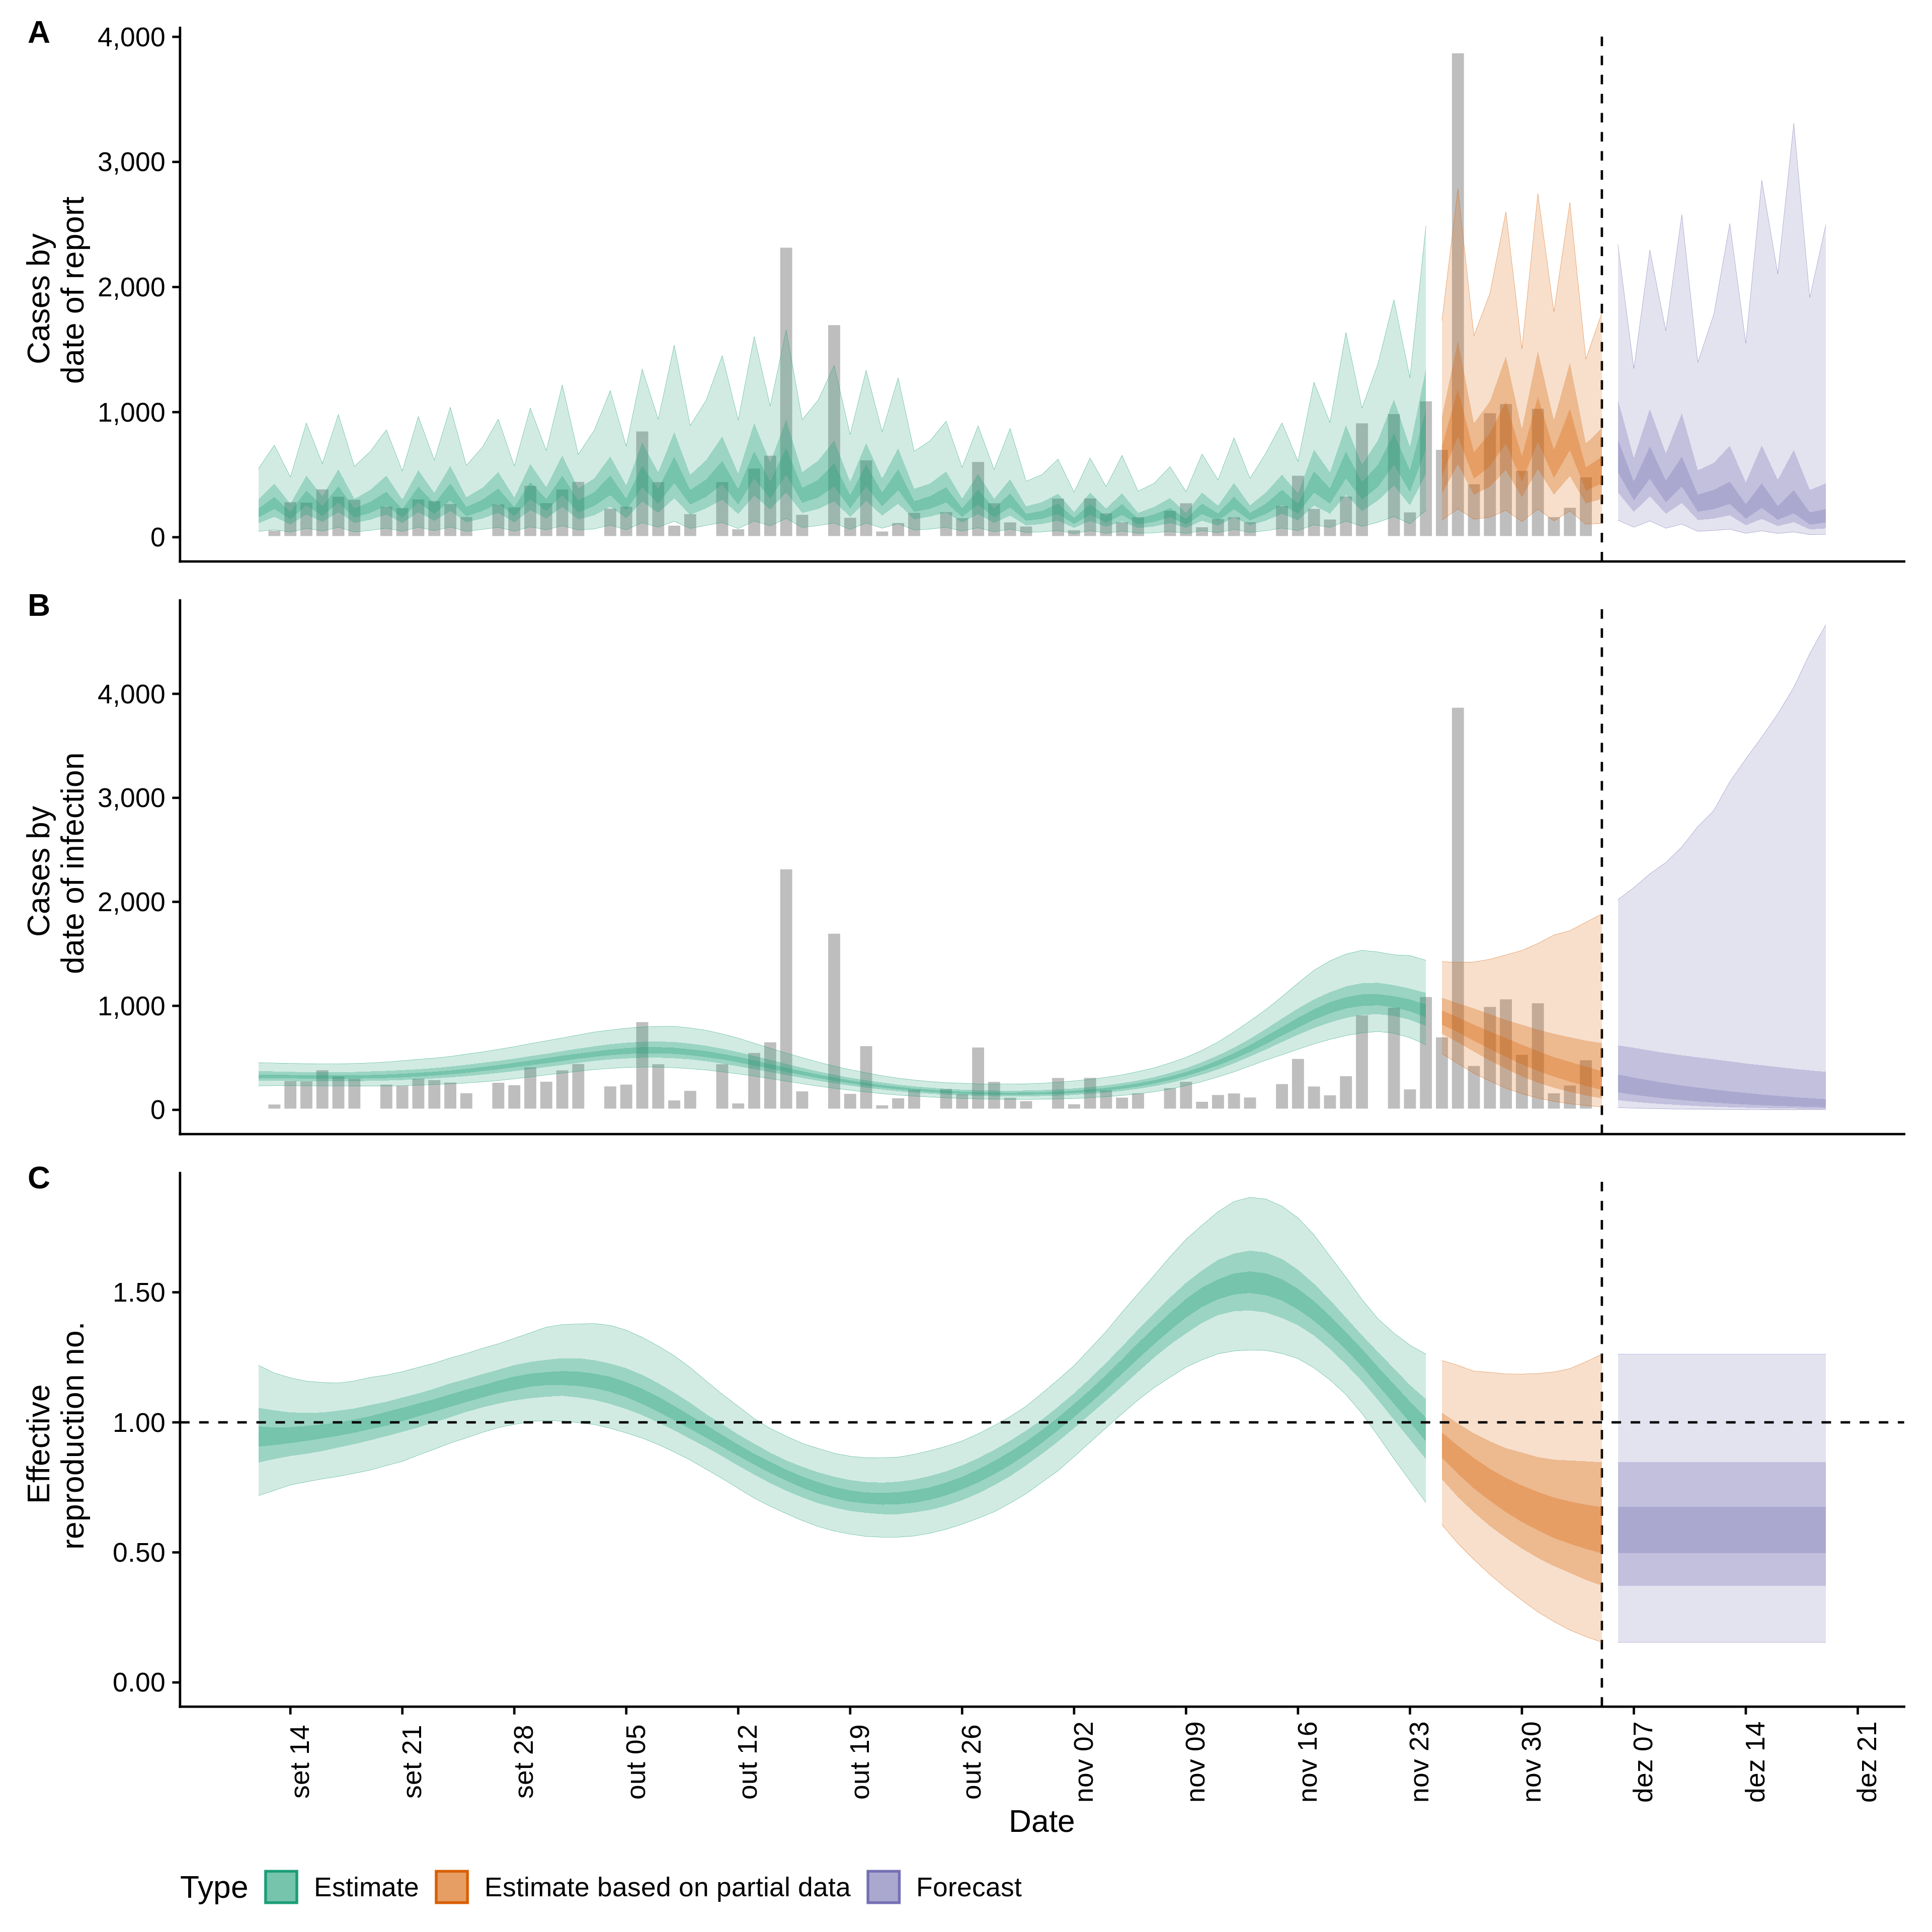 A
4,000
3,000
2,000
1,000
0
Cases by
date of report
B
4,000
3,000
2,000
1,000
0
Cases by
date of infection
C
1.50
1.00
0.50
0.00
Effective
reproduction no.
set 14
set 21
set 28
out 05
out 12
out 19
out 26
nov 02
nov 09
nov 16
nov 23
nov 30
dez 07
dez 14
dez 21
Date
Type Estimate Estimate based on partial data Forecast